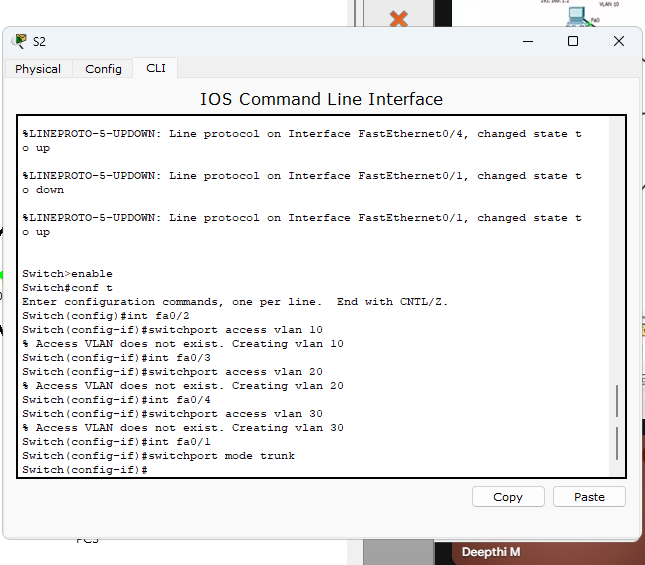 VLAN 10
Fa0
S2
Physical
Config
CLI
IOS Command Line Interface
%LINEPROTO-5-UPDOWN: Line protocol on Interface FastEthernet0/4, changed state t
o up
%LINEPROTO-5-UPDOWN: Line protocol on Interface FastEthernet0/1, changed state t
o down
%LINEPROTO-5-UPDOWN: Line protocol on Interface FastEthernet0/1, changed state t
o up
Switch>enable
Switch#conf t
Enter configuration commands, one per line.  End with CNTL/Z.
Switch(config)#int fa0/2
Switch(config-if)#switchport access vlan 10
% Access VLAN does not exist. Creating vlan 10
Switch(config-if)#int fa0/3
Switch(config-if)#switchport access vlan 20
% Access VLAN does not exist. Creating vlan 20
Switch(config-if)#int fa0/4
Switch(config-if)#switchport access vlan 30
% Access VLAN does not exist. Creating vlan 30
Switch(config-if)#int fa0/1
Switch(config-if)#switchport mode trunk
Switch(config-if)#
Copy
Paste
Deepthi M